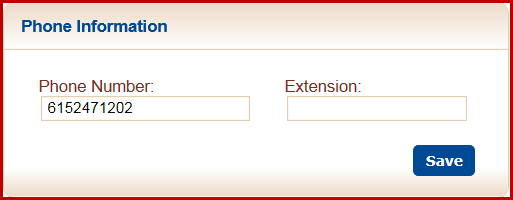 Phone Information
Phone Number: Extension:
6152471202
Save